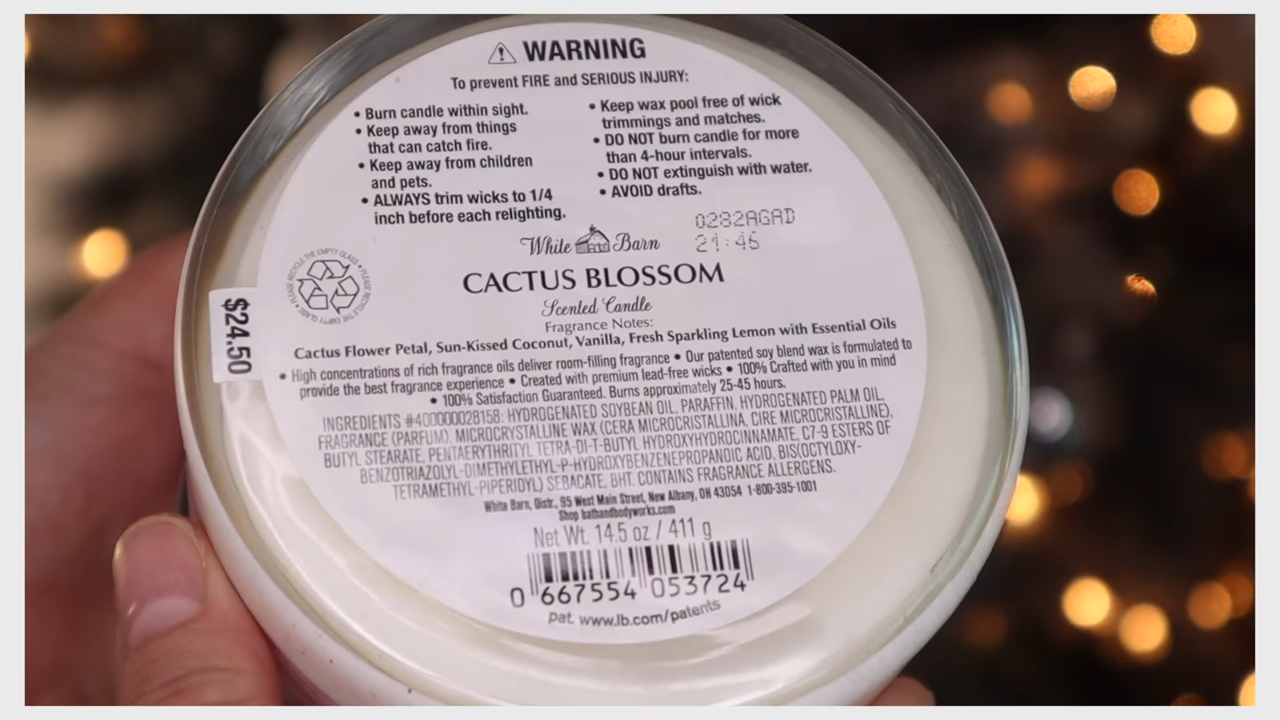 WARNING
To prevent FIRE and SERIOUS INJURY:
• Burn candle within sight.
• Keep away from things
that can catch fire.
• Keep away from children
and pets.
• ALWAYS trim wicks to 1/4
inch before each relighting.
• Keep wax pool free of wick
trimmings and matches.
• DO NOT burn candle for more
than 4-hour intervals.
• DO NOT extinguish with water.
• AVOID drafts.
0282AGAD
21:46
White Barn
CACTUS BLOSSOM
Scented Candle
Fragrance Notes:
Cactus Flower Petal, Sun-Kissed Coconut, Vanilla, Fresh Sparkling Lemon with Essential Oils
• High concentrations of rich fragrance oils deliver room-filling fragrance • Our patented soy blend wax is formulated to
provide the best fragrance experience • Created with premium lead-free wicks • 100% Crafted with you in mind
• 100% Satisfaction Guaranteed. Burns approximately 25-45 hours.
INGREDIENTS #400000028158: HYDROGENATED SOYBEAN OIL, PARAFFIN, HYDROGENATED PALM OIL,
FRAGRANCE (PARFUM), MICROCRYSTALLINE WAX (CERA MICROCRISTALLINA, CIRE MICROCRISTALLINE),
BUTYL STEARATE, PENTAERYTHRITYL TETRA-DI-T-BUTYL HYDROXYHYDROCINNAMATE, C7-9 ESTERS OF
BENZOTRIAZOLYL-DIMETHYLETHYL-P-HYDROXYBENZENEPROPANOIC ACID, BIS(OCTYLOXY-
TETRAMETHYL-PIPERIDYL) SEBACATE, BHT. CONTAINS FRAGRANCE ALLERGENS.
White Barn, Distr., 95 West Main Street, New Albany, OH 43054 1-800-395-1001
Shop bathandbodyworks.com
Net Wt. 14.5 oz / 411 g
0 667554 053724
Pat. www.lb.com/patents
PLEASE RECYCLE THE EMPTY GLASS • PLEASE RECYCLE THE EMPTY GLASS •
$24.50